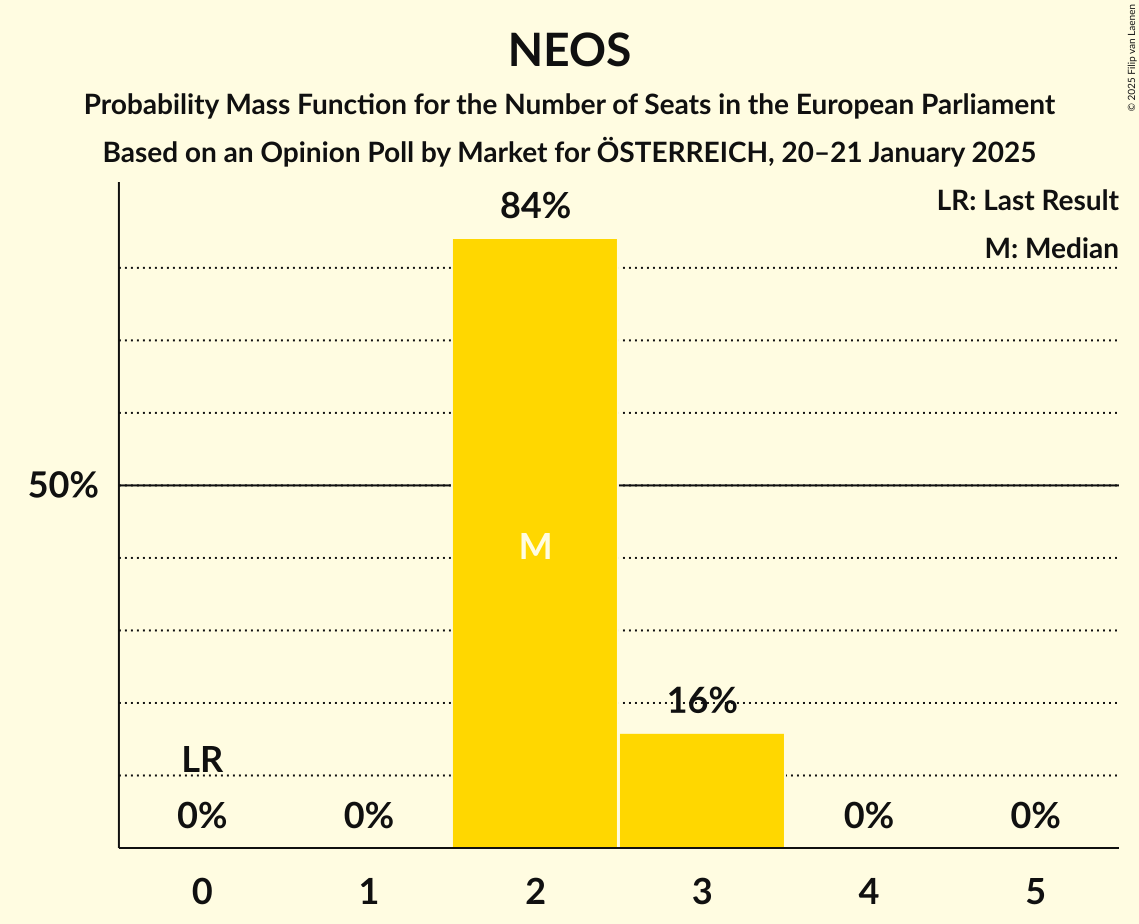 NEOS
Probability Mass Function for the Number of Seats in the European Parliament
Based on an Opinion Poll by Market for ÖSTERREICH, 20–21 January 2025
© 2025 Filip van Laenen
LR: Last Result
M: Median
84%
50%
M
16%
LR
0%
0%
0%
0%
0
1
2
3
4
5